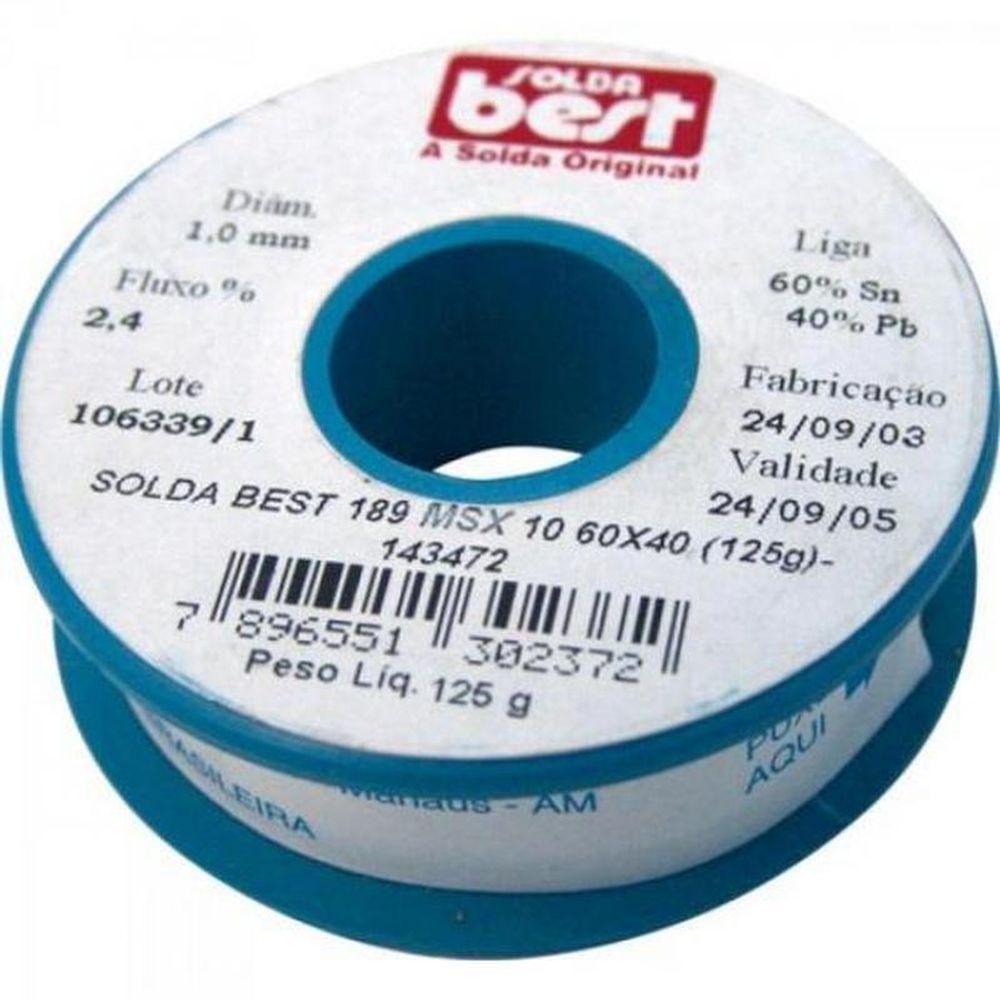 SOLDA
best
A Solda Original
Diâm.
1,0 mm
Fluxo %
2,4
Lote
106339/1
Liga
60% Sn
40% Pb
Fabricação
24/09/03
Validade
24/09/05
SOLDA BEST 189 MSX 10 60X40 (125g)-
143472
7 896551 302372
Peso Líq. 125 g
BRASILEIRA
Manaus - AM
AQUI